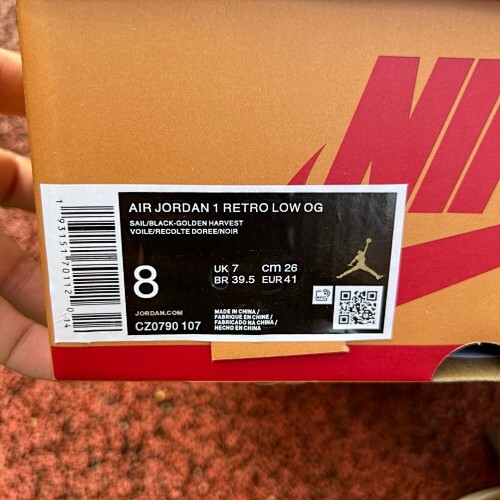 NIK
AIR JORDAN 1 RETRO LOW OG
SAIL/BLACK-GOLDEN HARVEST
VOILE/RECOLTE DOREE/NOIR
8
UK 7 cm 26
BR 39.5 EUR 41
JORDAN.COM
CZ0790 107
MADE IN CHINA /
FABRIQUE EN CHINE /
FABRICADO NA CHINA /
HECHO EN CHINA